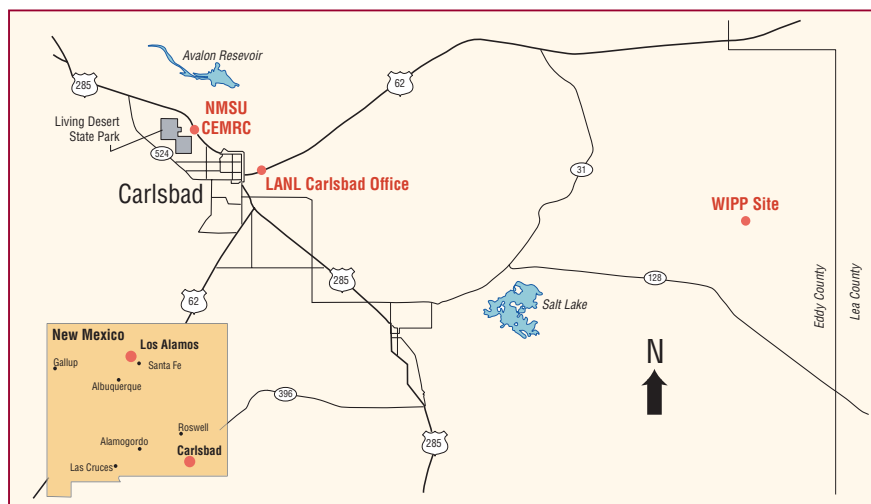 Avalon Resevoir
285
62
NMSU
CEMRC
Living Desert
State Park
524
Carlsbad
LANL Carlsbad Office
31
WIPP Site
128
285
62
Salt Lake
Eddy County
Lea County
N
New Mexico
Los Alamos
Gallup
Santa Fe
Albuquerque
396
Roswell
Alamogordo
Carlsbad
Las Cruces
285